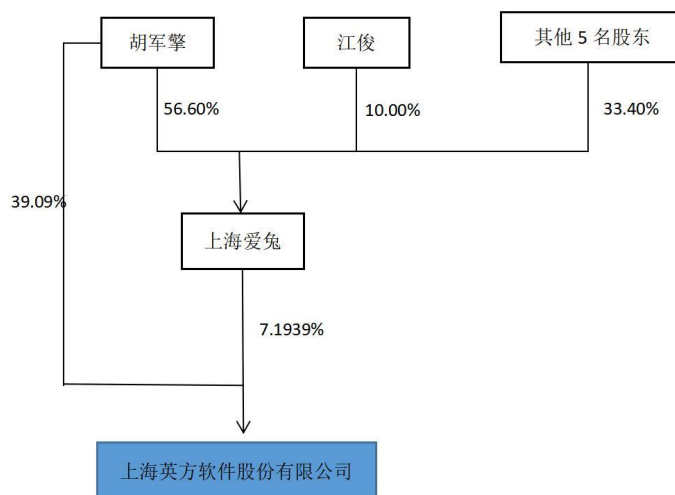 胡军擎
江俊
其他 5 名股东
56.60%
10.00%
33.40%
39.09%
上海爱兔
7.1939%
上海英方软件股份有限公司